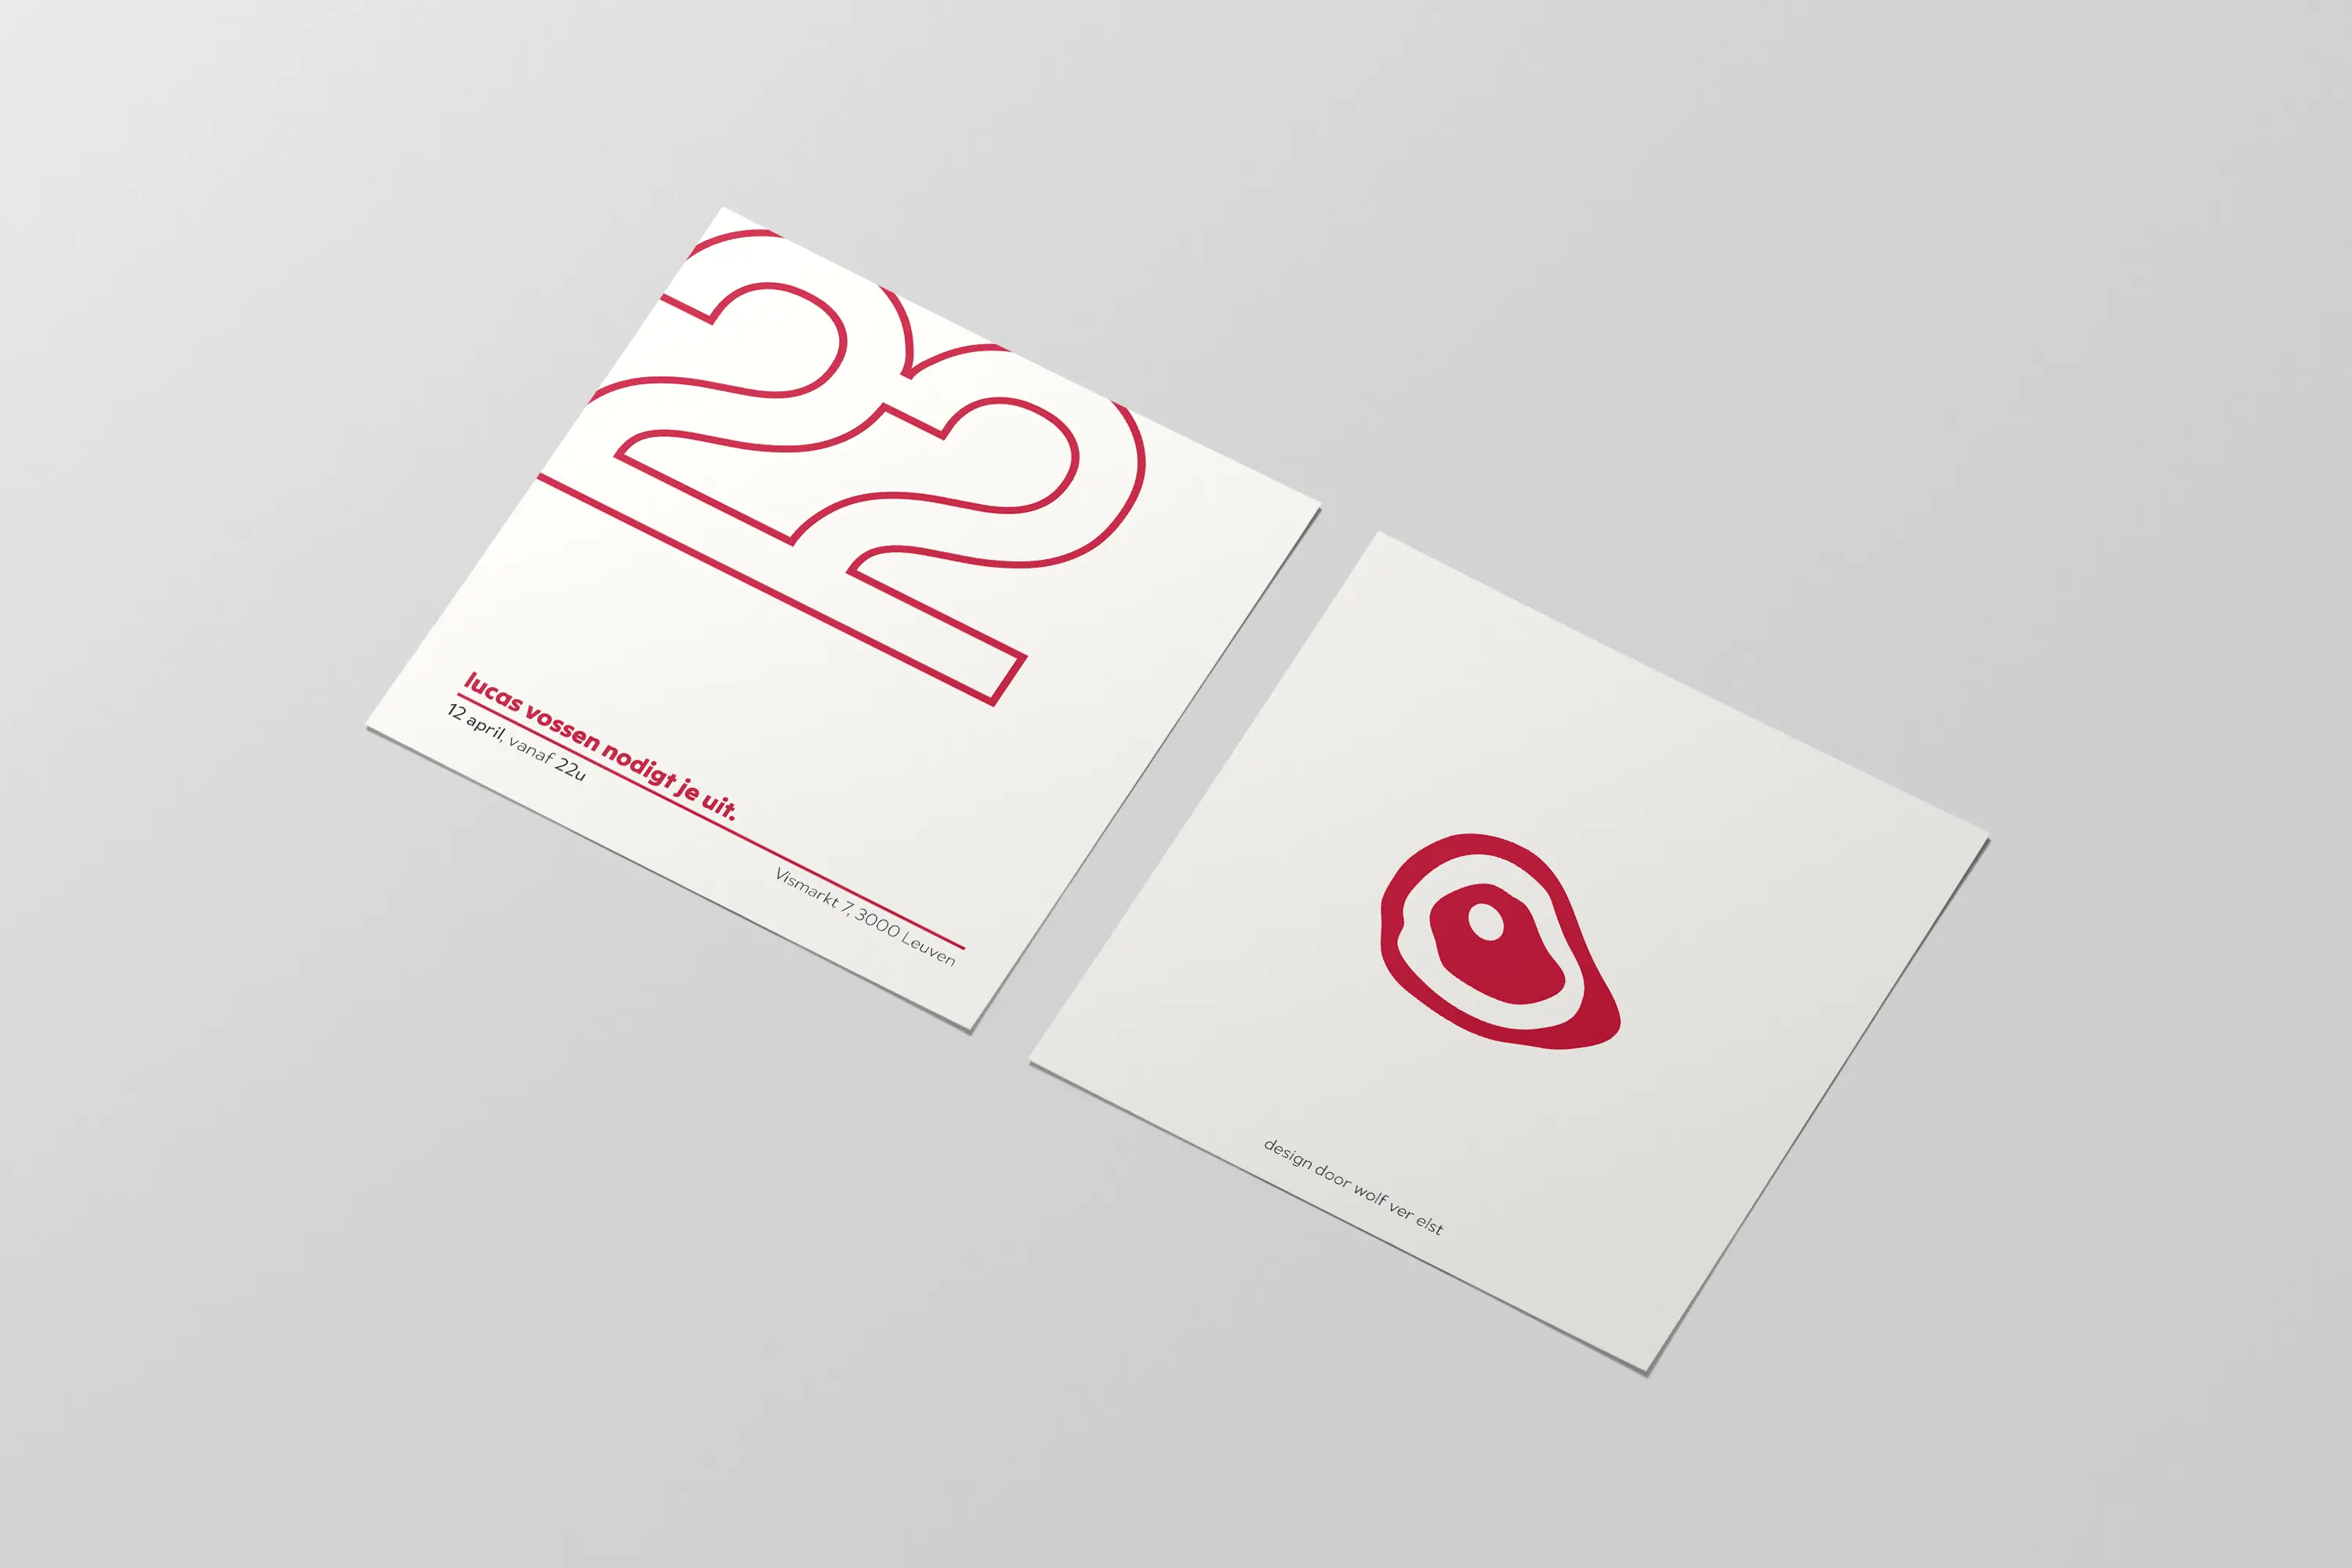 22
lucas vossen nodigt je uit.
12 april, vanaf 22u
Vismarkt 7, 3000 Leuven
design door wolf ver elst